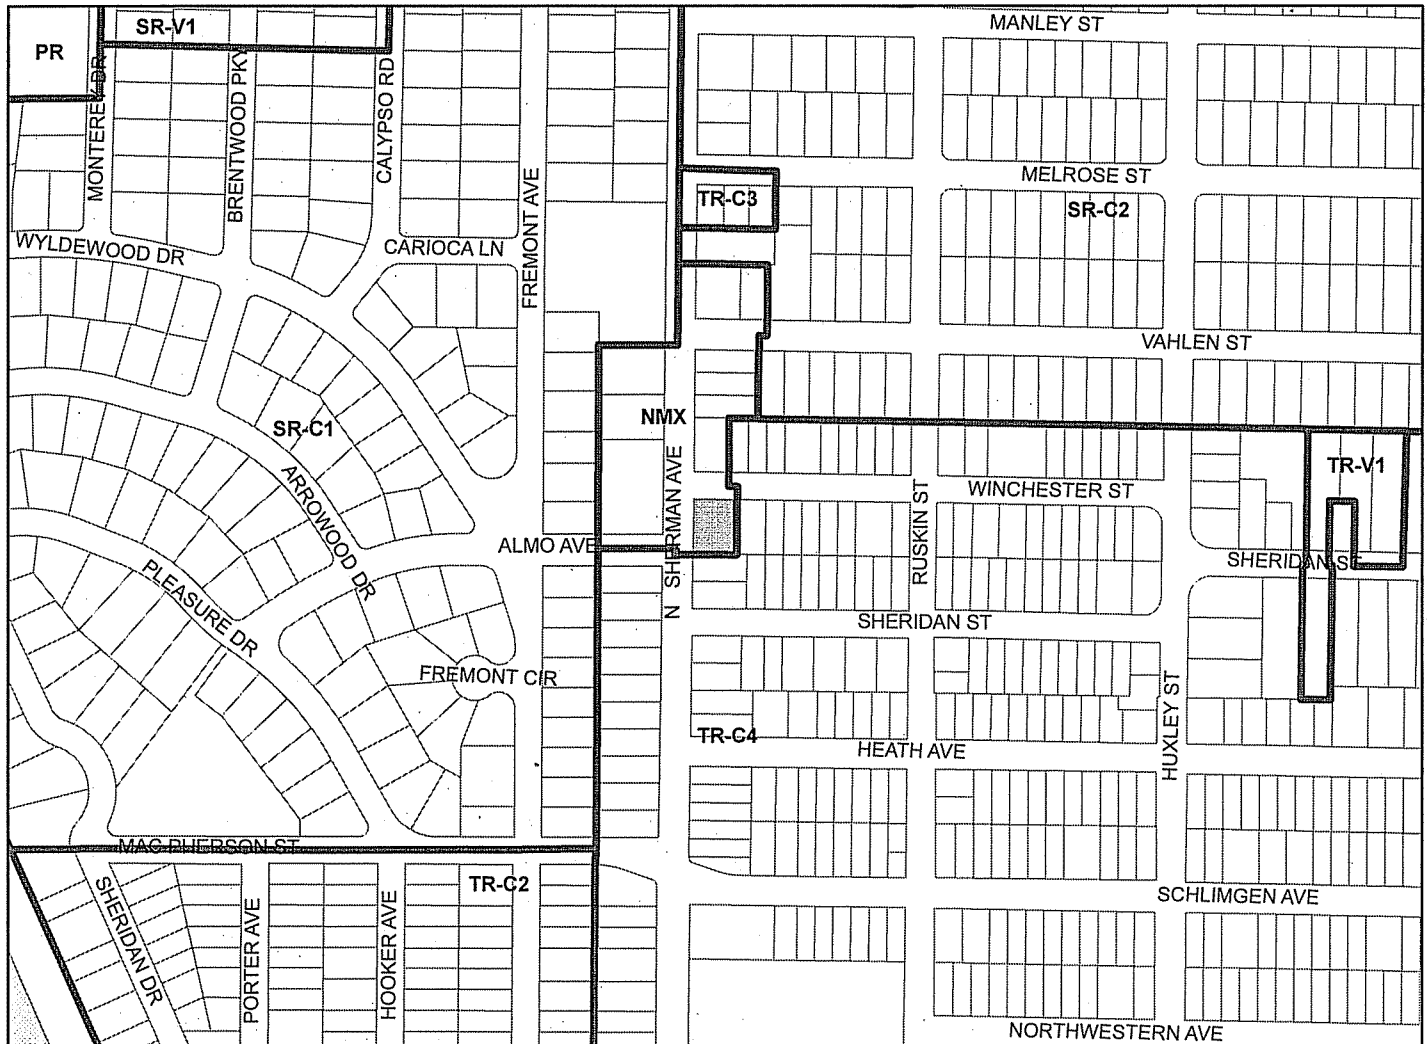 MANLEY ST
SR-V1
PR
MONTEREY DR
BRENTWOOD PKY
CALYPSO RD
FREMONT AVE
MELROSE ST
TR-C3
SR-C2
WYLDEWOOD DR
CARIOCA LN
VAHLEN ST
NMX
SR-C1
TR-V1
ARROWOOD DR
WINCHESTER ST
RUSKIN ST
N SHERMAN AVE
ALMO AVE
SHERIDAN ST
PLEASURE DR
SHERIDAN ST
FREMONT CIR
HUXLEY ST
TR-C4
HEATH AVE
MAC PHERSON ST
TR-C2
SCHLIMGEN AVE
SHERIDAN DR
PORTER AVE
HOOKER AVE
NORTHWESTERN AVE